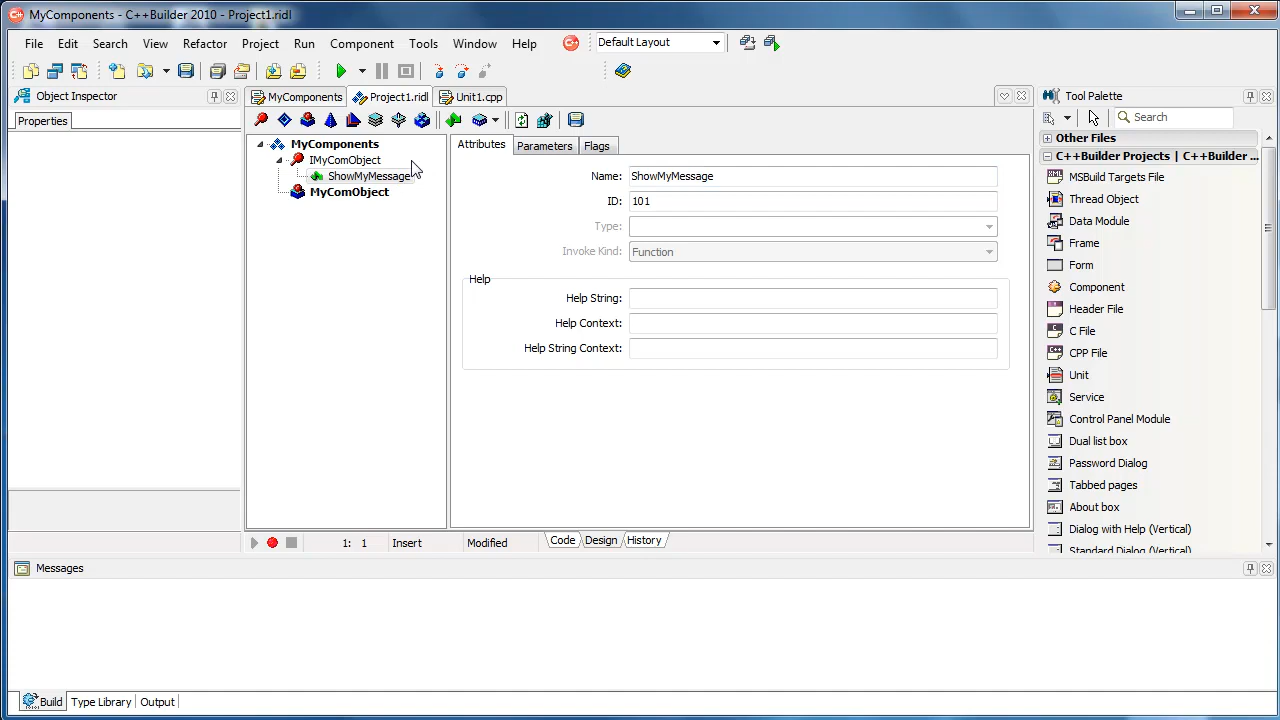 MyComponents - C++Builder 2010 - Project1.ridl
File Edit Search View Refactor Project Run Component Tools Window Help Default Layout
Object Inspector
Properties
MyComponents Project1.ridl Unit1.cpp
MyComponents
IMyComObject
ShowMyMessage
MyComObject
Attributes Parameters Flags
Name: ShowMyMessage
ID: 101
Type:
Invoke Kind: Function
Help
Help String:
Help Context:
Help String Context:
1: 1 Insert Modified Code Design History
Tool Palette
Search
Other Files
C++Builder Projects | C++Builder ...
MSBuild Targets File
Thread Object
Data Module
Frame
Form
Component
Header File
C File
CPP File
Unit
Service
Control Panel Module
Dual list box
Password Dialog
Tabbed pages
About box
Dialog with Help (Vertical)
Standard Dialog (Vertical)
Messages
Build Type Library Output